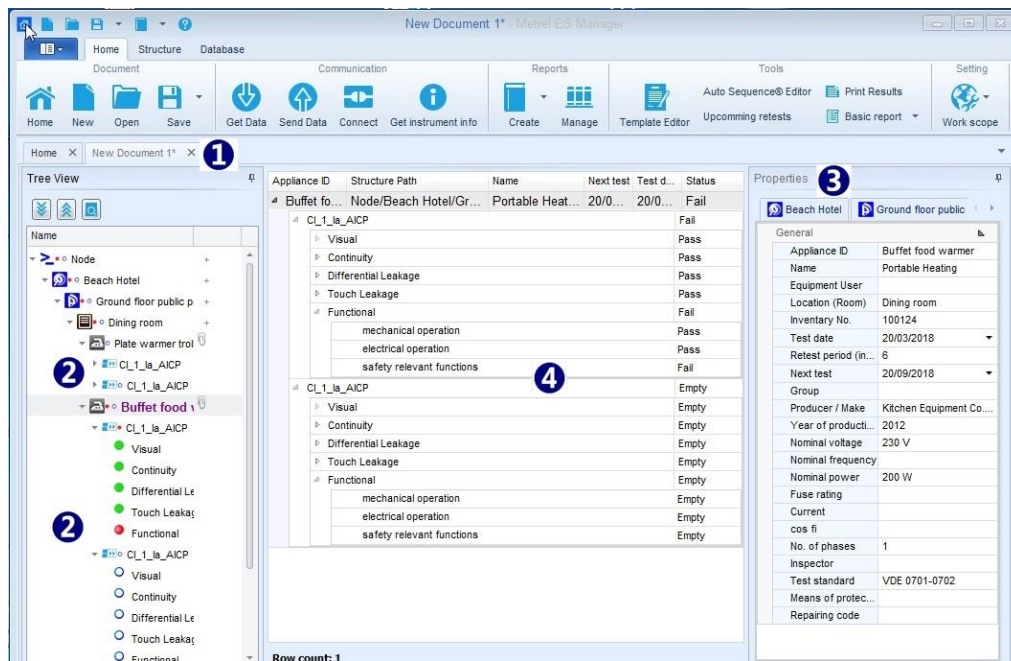 New Document 1* - Metrel ES Manager
Home Structure Database
Document Communication Reports Tools Setting
Home New Open Save Get Data Send Data Connect Get instrument info Create Manage Template Editor Auto Sequence® Editor Print Results Work scope
Upcomming retests Basic report
Home X New Document 1* X 1
Tree View
Name
Node
Beach Hotel
Ground floor public p
Dining room
Plate warmer trol
2 Cl_1_Ia_AICP
Cl_1_Ia_AICP
Buffet food
Cl_1_Ia_AICP
Visual
Continuity
Differential Le
Touch Leakag
2 Functional
Cl_1_Ia_AICP
Visual
Continuity
Differential Le
Touch Leakag
Functional
Appliance ID Structure Path Name Next test Test d... Status
Buffet fo... Node/Beach Hotel/Gr... Portable Heat... 20/0... 20/0... Fail
Cl_1_Ia_AICP Fail
Visual Pass
Continuity Pass
Differential Leakage Pass
Touch Leakage Pass
Functional Fail
mechanical operation Pass
electrical operation Pass
safety relevant functions Fail
4
Cl_1_Ia_AICP Empty
Visual Empty
Continuity Empty
Differential Leakage Empty
Touch Leakage Empty
Functional Empty
mechanical operation Empty
electrical operation Empty
safety relevant functions Empty
Row count: 1
Properties 3
Beach Hotel Ground floor public
General
Appliance ID Buffet food warmer
Name Portable Heating
Equipment User
Location (Room) Dining room
Inventory No. 100124
Test date 20/03/2018
Retest period (in... 6
Next test 20/09/2018
Group
Producer / Make Kitchen Equipment Co....
Year of producti... 2012
Nominal voltage 230 V
Nominal frequency
Nominal power 200 W
Fuse rating
Current
cos fi
No. of phases 1
Inspector
Test standard VDE 0701-0702
Means of protec...
Repairing code